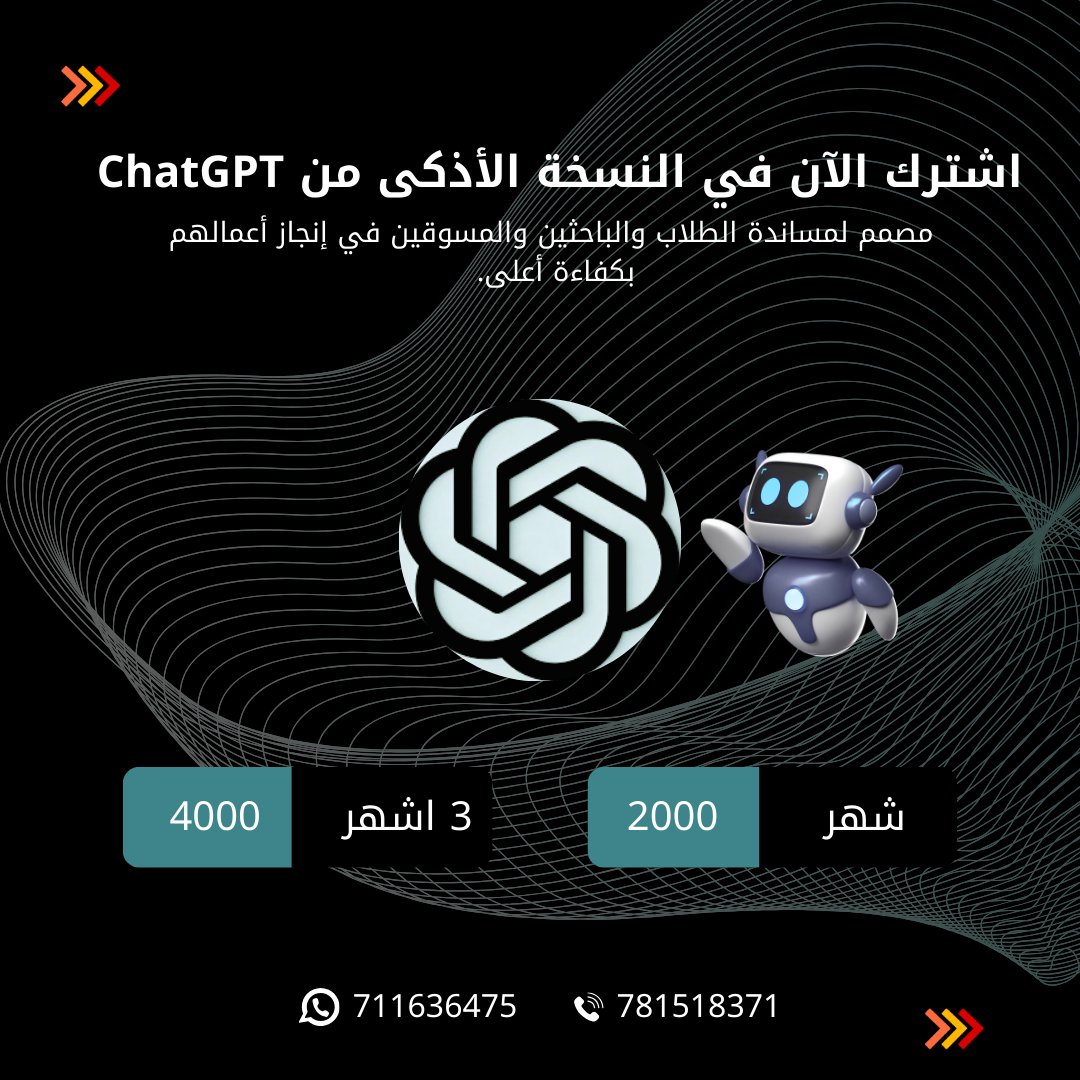 اشترك الآن في النسخة الأذكى من ChatGPT
مصمم لمساندة الطلاب والباحثين والمسوقين في إنجاز أعمالهم
بكفاءة أعلى.
شهر 2000
3 اشهر 4000
711636475
781518371